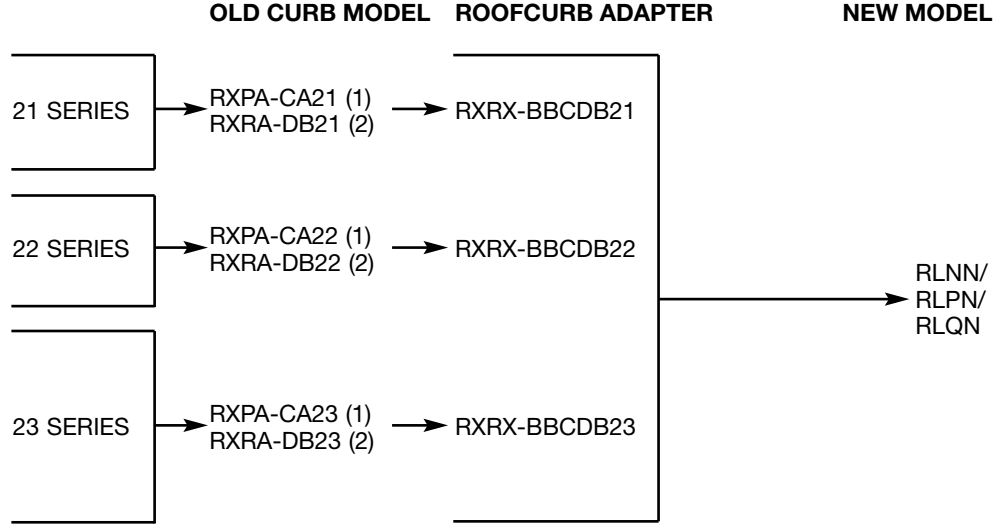 OLD CURB MODEL
ROOFCURB ADAPTER
NEW MODEL
21 SERIES
RXPA-CA21 (1)
RXRA-DB21 (2)
RXRX-BBCDB21
22 SERIES
RXPA-CA22 (1)
RXRA-DB22 (2)
RXRX-BBCDB22
23 SERIES
RXPA-CA23 (1)
RXRA-DB23 (2)
RXRX-BBCDB23
RLNN/
RLPN/
RLQN